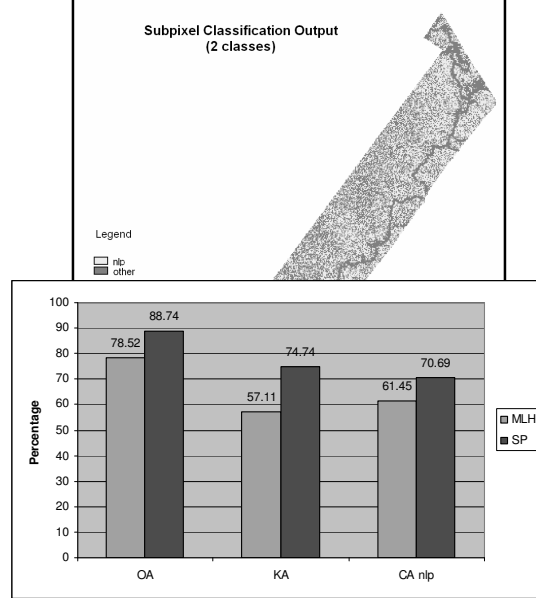 Subpixel Classification Output
(2 classes)
Legend
nlp
other
100
90
80
70
60
50
40
30
20
10
0
Percentage
78.52
88.74
57.11
74.74
61.45
70.69
OA
KA
CA nlp
MLH
SP